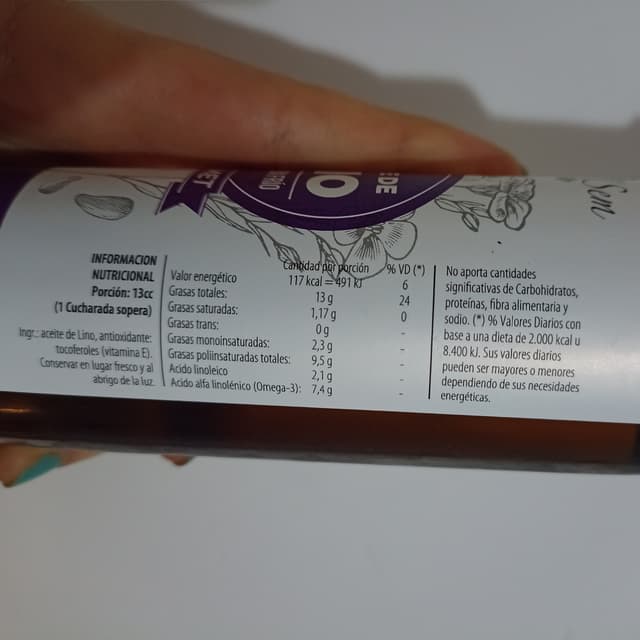 DE
NO
FRÍO
Sem
INFORMACION
NUTRICIONAL
Porción: 13cc
(1 Cucharada sopera)
Ingr.: aceite de Lino, antioxidante:
tocoferoles (vitamina E).
Conservar en lugar fresco y al
abrigo de la luz.
Cantidad por porción % VD (*)
Valor energético 117 kcal = 491 kJ 6
Grasas totales: 13 g 24
Grasas saturadas: 1,17 g 0
Grasas trans: 0 g -
Grasas monoinsaturadas: 2,3 g -
Grasas poliinsaturadas totales: 9,5 g -
Acido linoleico 2,1 g -
Acido alfa linolénico (Omega-3): 7,4 g -
No aporta cantidades
significativas de Carbohidratos,
proteínas, fibra alimentaria y
sodio. (*) % Valores Diarios con
base a una dieta de 2.000 kcal u
8.400 kJ. Sus valores diarios
pueden ser mayores o menores
dependiendo de sus necesidades
energéticas.